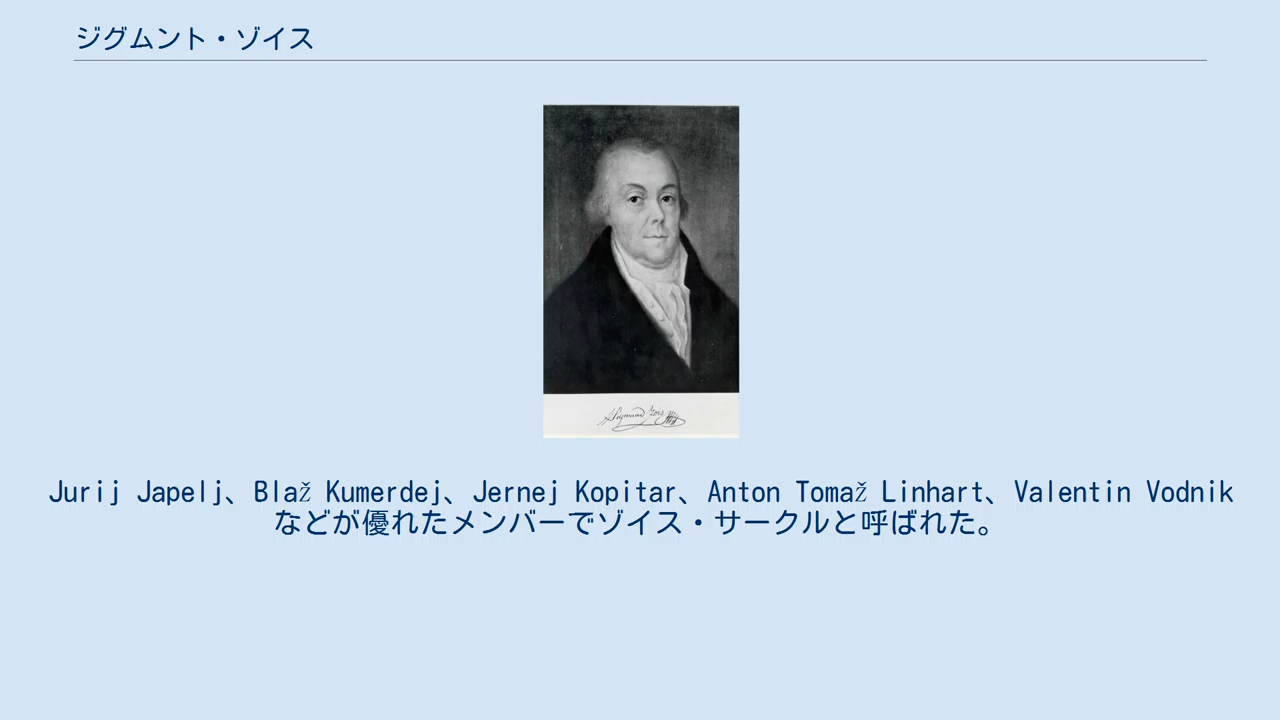 ジグムント・ゾイス
Sigmund Zois
Jurij Japelj、Blaž Kumerdej、Jernej Kopitar、Anton Tomaž Linhart、Valentin Vodnik
などが優れたメンバーでゾイス・サークルと呼ばれた。